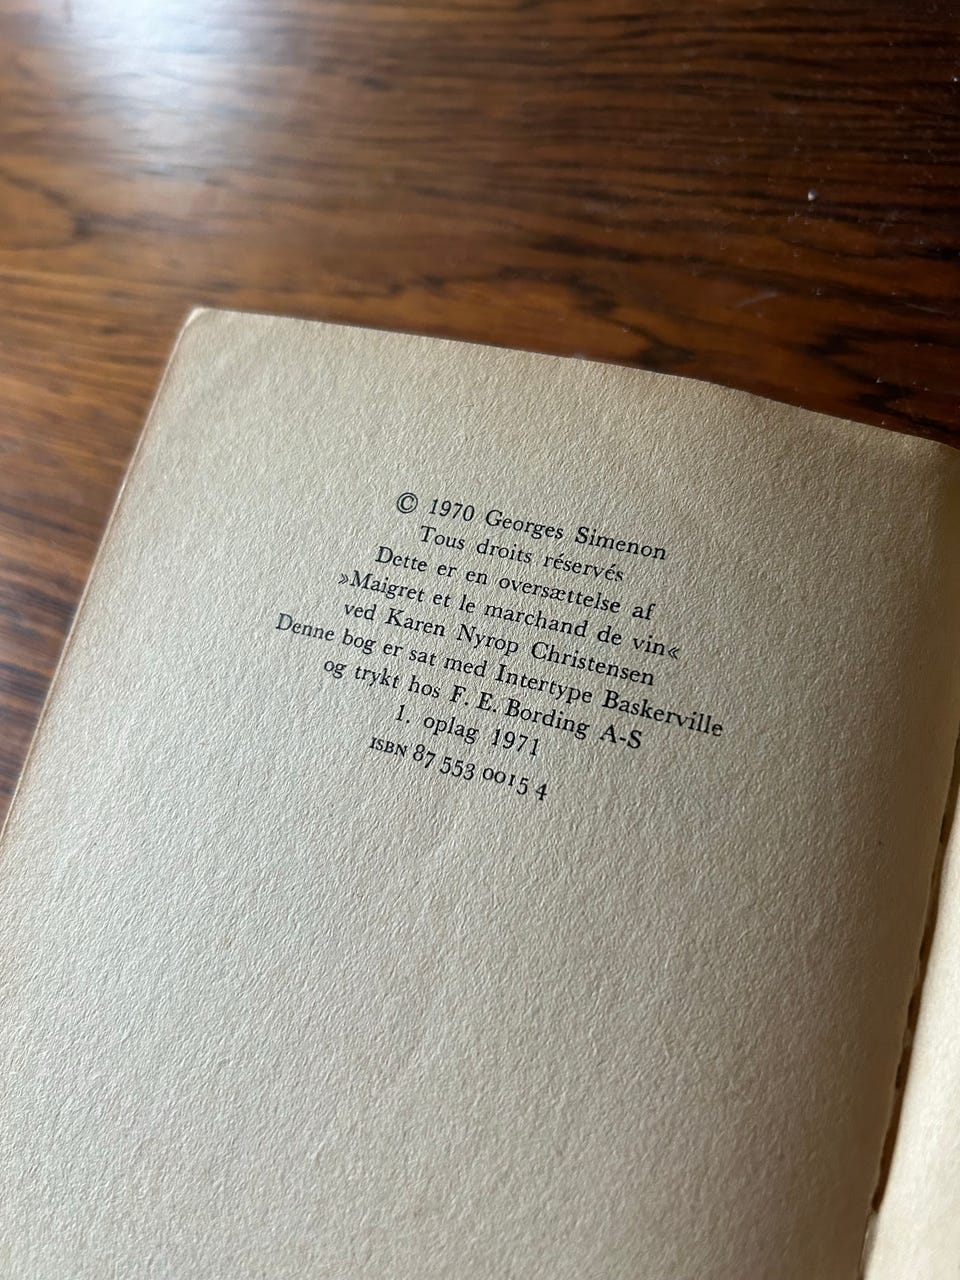 © 1970 Georges Simenon
Tous droits réservés
Dette er en oversættelse af
»Maigret et le marchand de vin«
ved Karen Nyrop Christensen
Denne bog er sat med Intertype Baskerville
og trykt hos F. E. Bording A-S
1. oplag 1971
ISBN 87 553 0015 4